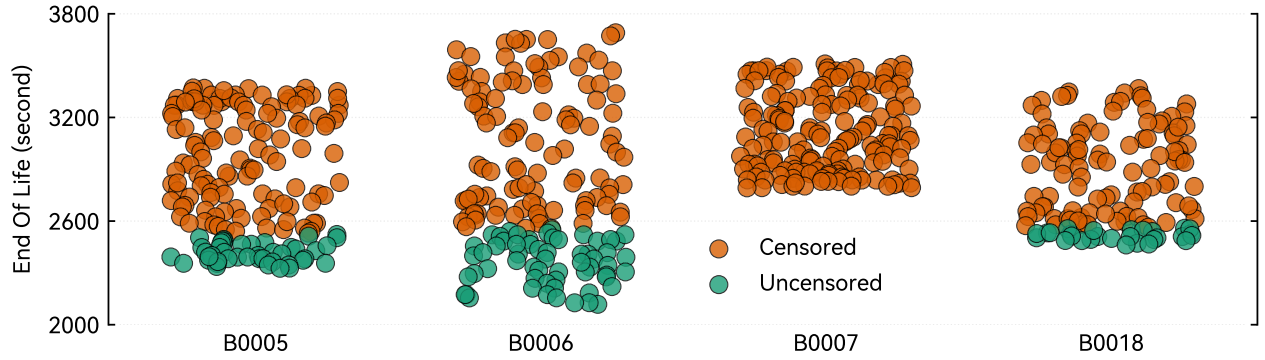 3800
3200
2600
2000
End Of Life (second)
Censored
Uncensored
B0005
B0006
B0007
B0018